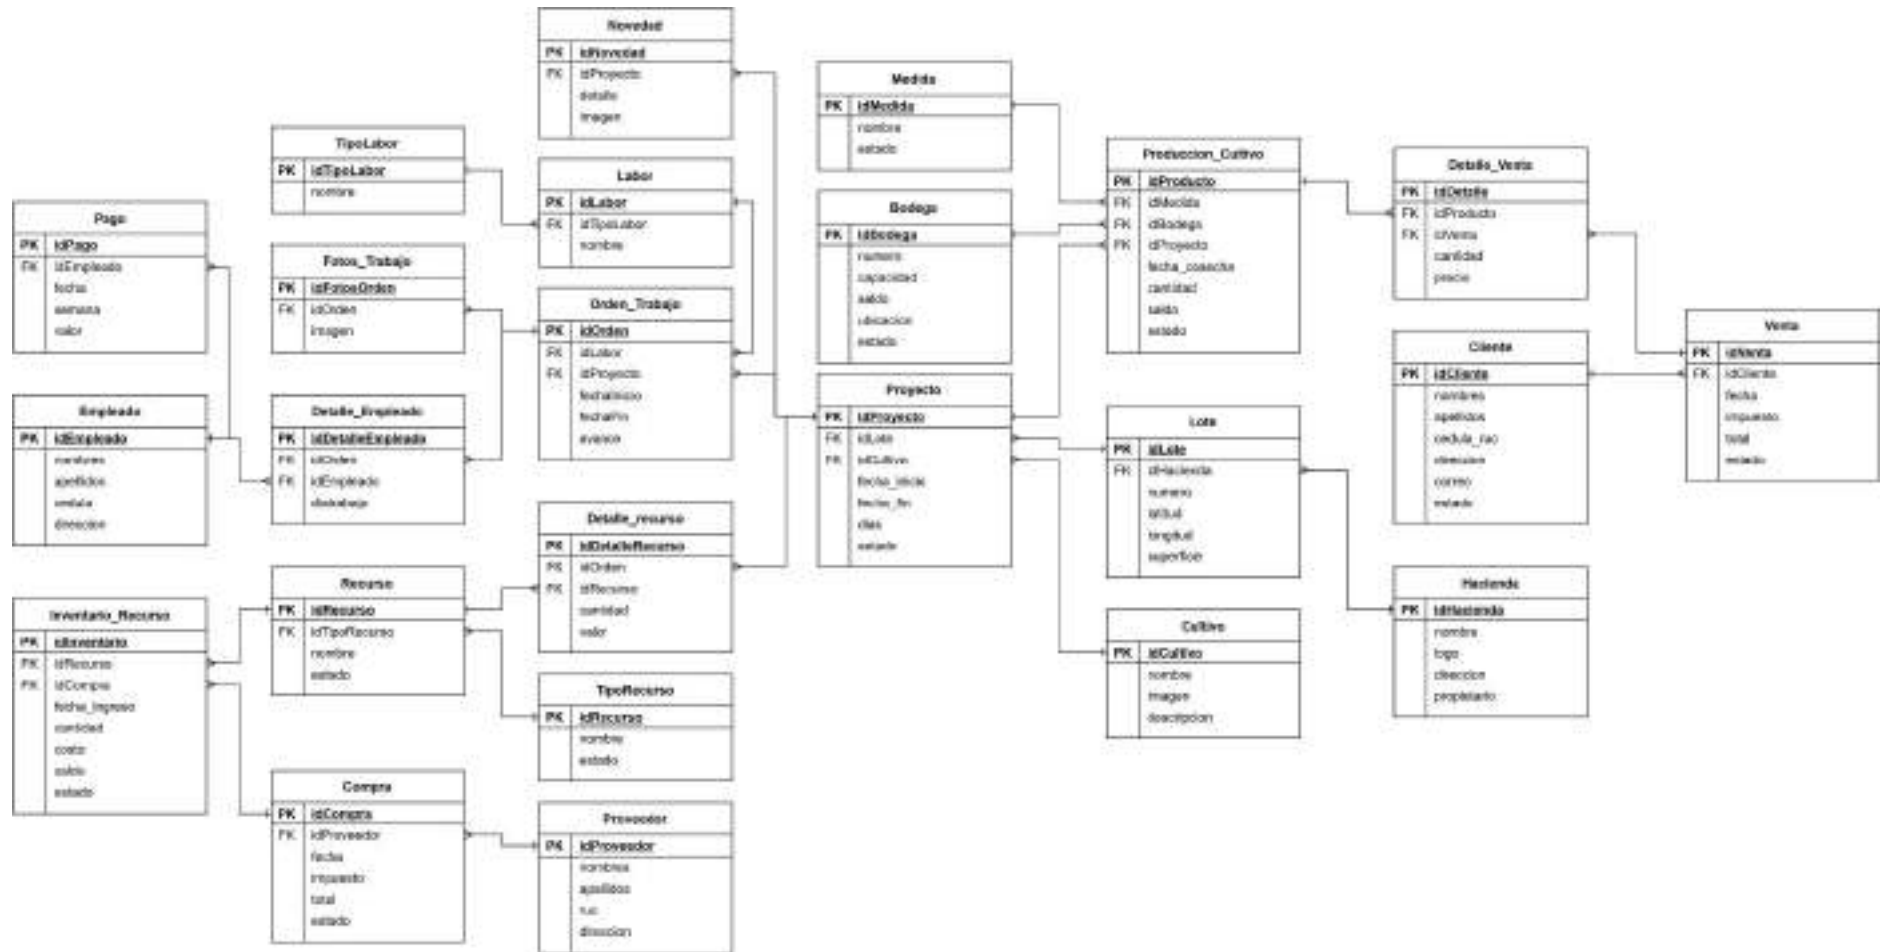 Novedad
PK idNovedad
FK idProyecto
detalle
imagen
TipoLabor
PK idTipoLabor
nombre
Labor
PK idLabor
FK idTipoLabor
nombre
Pago
PK idPago
FK idEmpleado
fecha
semana
valor
Fotos_Trabajo
PK idFotosOrden
FK idOrden
imagen
Orden_Trabajo
PK idOrden
FK idLabor
FK idProyecto
fechaInicio
fechaFin
avance
Empleado
PK idEmpleado
nombres
apellidos
cedula
direccion
Detalle_Empleado
PK idDetalleEmpleado
FK idOrden
FK idEmpleado
diatrabajo
Detalle_recurso
PK idDetalleRecurso
FK idOrden
FK idRecurso
cantidad
valor
Inventario_Recurso
PK idInventario
FK idRecurso
FK idCompra
fecha_ingreso
cantidad
costo
saldo
estado
Recurso
PK idRecurso
FK idTipoRecurso
nombre
estado
TipoRecurso
PK idRecurso
nombre
estado
Compra
PK idCompra
FK idProveedor
fecha
impuesto
total
estado
Proveedor
PK idProveedor
nombres
apellidos
ruc
direccion
Medida
PK idMedida
nombre
estado
Bodega
PK idBodega
numero
capacidad
saldo
ubicacion
estado
Proyecto
PK idProyecto
FK idLote
FK idCultivo
fecha_inicio
fecha_fin
dias
estado
Produccion_Cultivo
PK idProducto
FK idMedida
FK idBodega
FK idProyecto
fecha_cosecha
cantidad
saldo
estado
Lote
PK idLote
FK idHacienda
numero
latitud
longitud
superficie
Cultivo
PK idCultivo
nombre
imagen
descripcion
Detalle_Venta
PK idDetalle
FK idProducto
FK idVenta
cantidad
precio
Cliente
PK idCliente
nombres
apellidos
cedula_ruc
direccion
correo
estado
Hacienda
PK idHacienda
nombre
logo
direccion
propietario
Venta
PK idVenta
FK idCliente
fecha
impuesto
total
estado